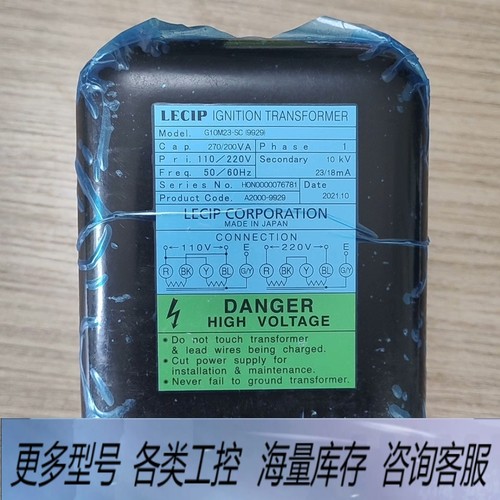 LECIP IGNITION TRANSFORMER
Model. G10M23-SC (9929)
Cap. 270/200VA Phase 1
Pri. 110/220V Secondary 10 kV
Freq. 50/60Hz 23/18mA
Series No. HON0000076781 Date
Product Code. A2000-9929 2021.10
LECIP CORPORATION
MADE IN JAPAN
CONNECTION
110V E 220V E
R BK Y BL G/Y R BK Y BL G/Y
DANGER
HIGH VOLTAGE
• Do not touch transformer
& lead wires being charged.
• Cut power supply for
installation & maintenance.
• Never fail to ground transformer.
更多型号 各类工控 海量库存 咨询客服